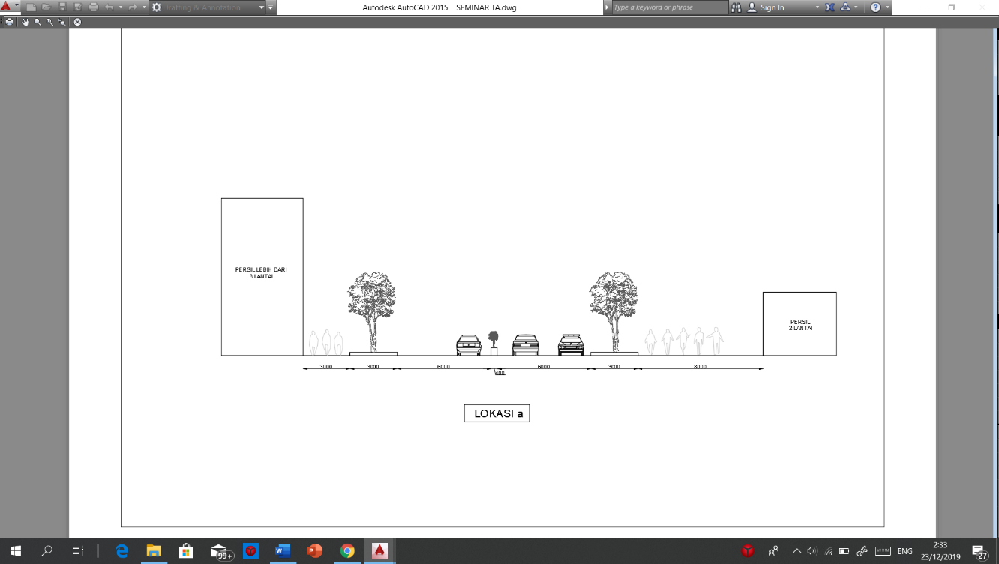 Drafting & Annotation
Autodesk AutoCAD 2015 SEMINAR TA.dwg
Type a keyword or phrase
Sign In
PERSIL LEBIH DARI
3 LANTAI
PERSIL
2 LANTAI
3000 3000 6000 400 6000 3000 8000
LOKASI a
99+
ENG
2:33
23/12/2019
27